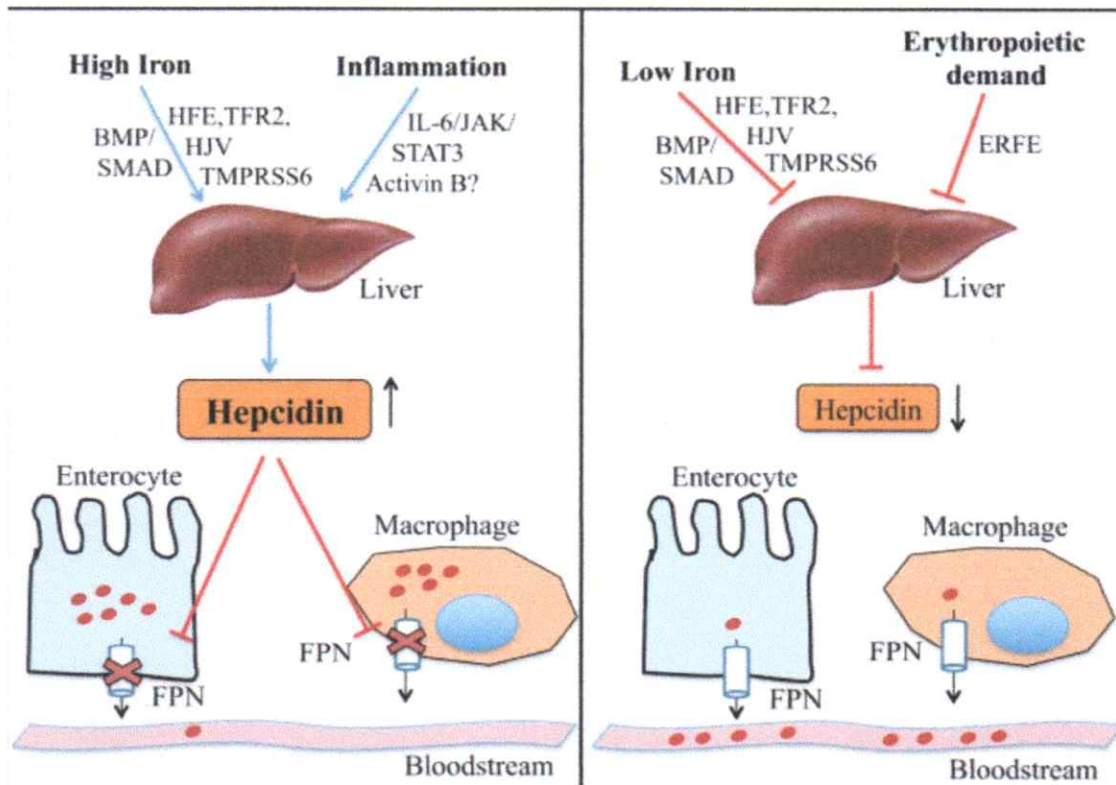 High Iron
Inflammation
HFE,TFR2,
BMP/
HJV
SMAD
TMPRSS6
IL-6/JAK/
STAT3
Activin B?
Liver
Hepcidin
Enterocyte
Macrophage
FPN
FPN
Bloodstream
Low Iron
Erythropoietic
demand
HFE,TFR2,
BMP/
HJV
SMAD
TMPRSS6
ERFE
Liver
Hepcidin
Enterocyte
Macrophage
FPN
FPN
Bloodstream